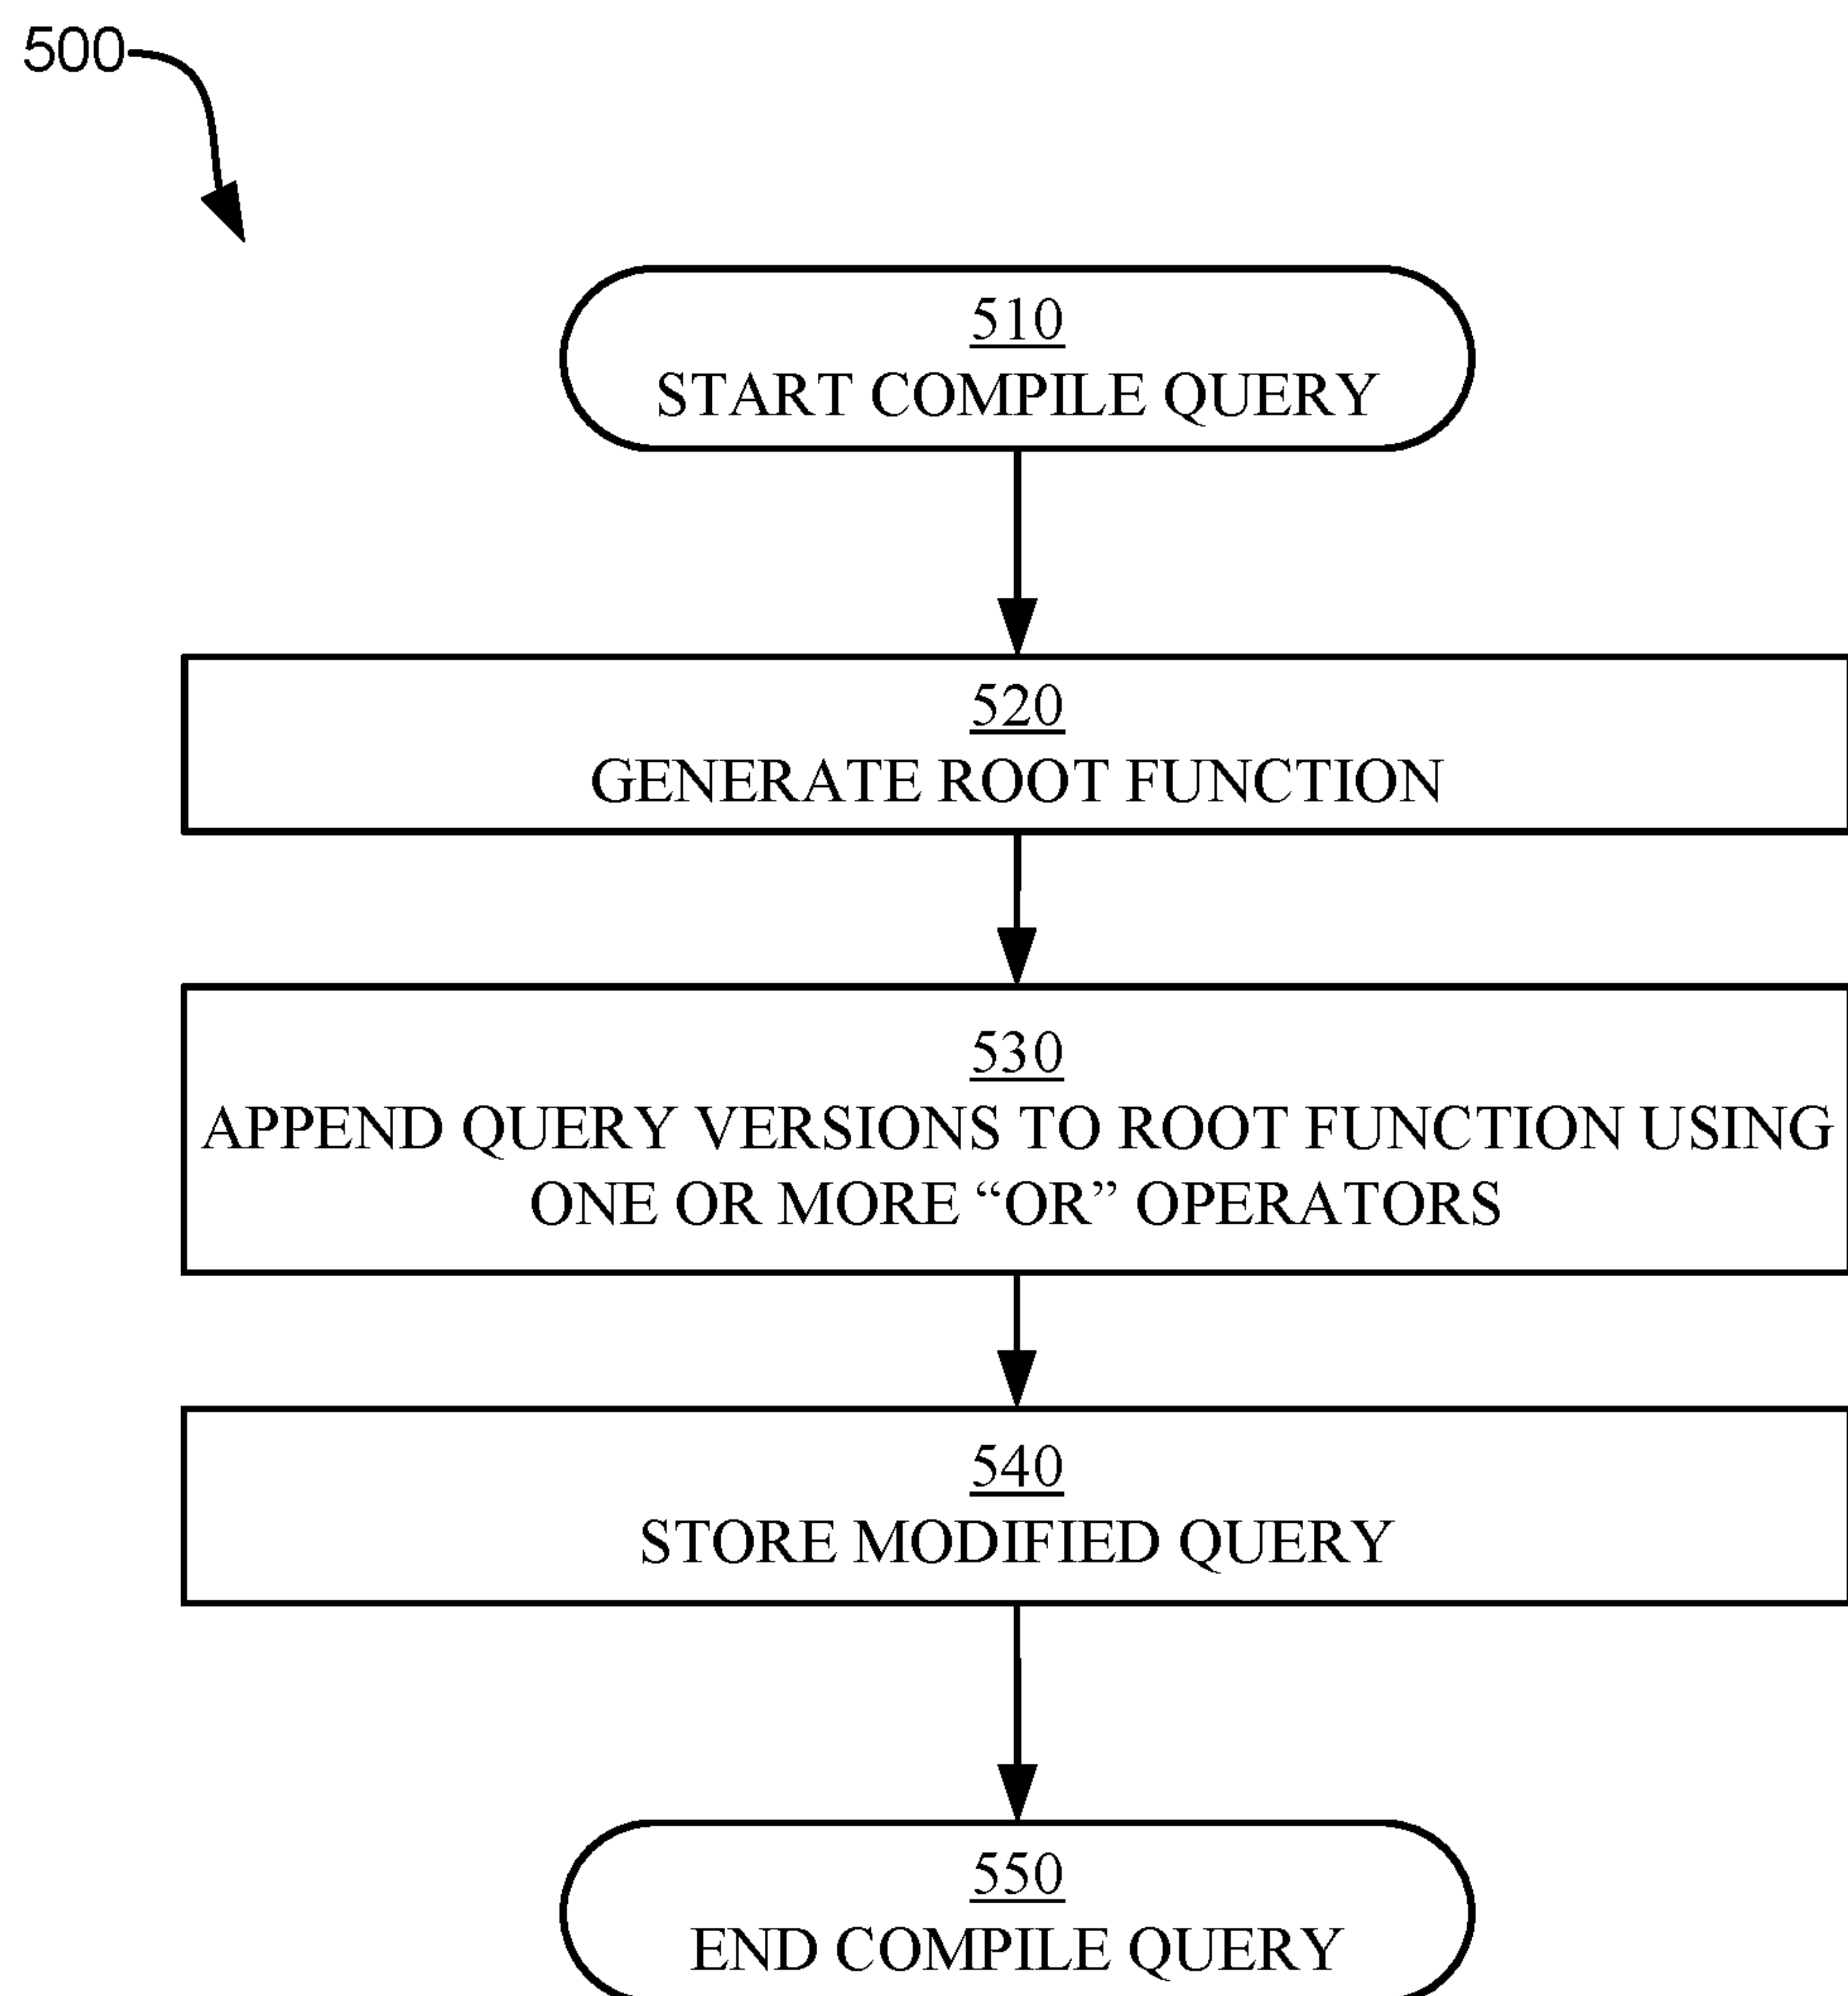 500
510
START COMPILE QUERY
520
GENERATE ROOT FUNCTION
530
APPEND QUERY VERSIONS TO ROOT FUNCTION USING
ONE OR MORE “OR” OPERATORS
540
STORE MODIFIED QUERY
550
END COMPILE QUERY